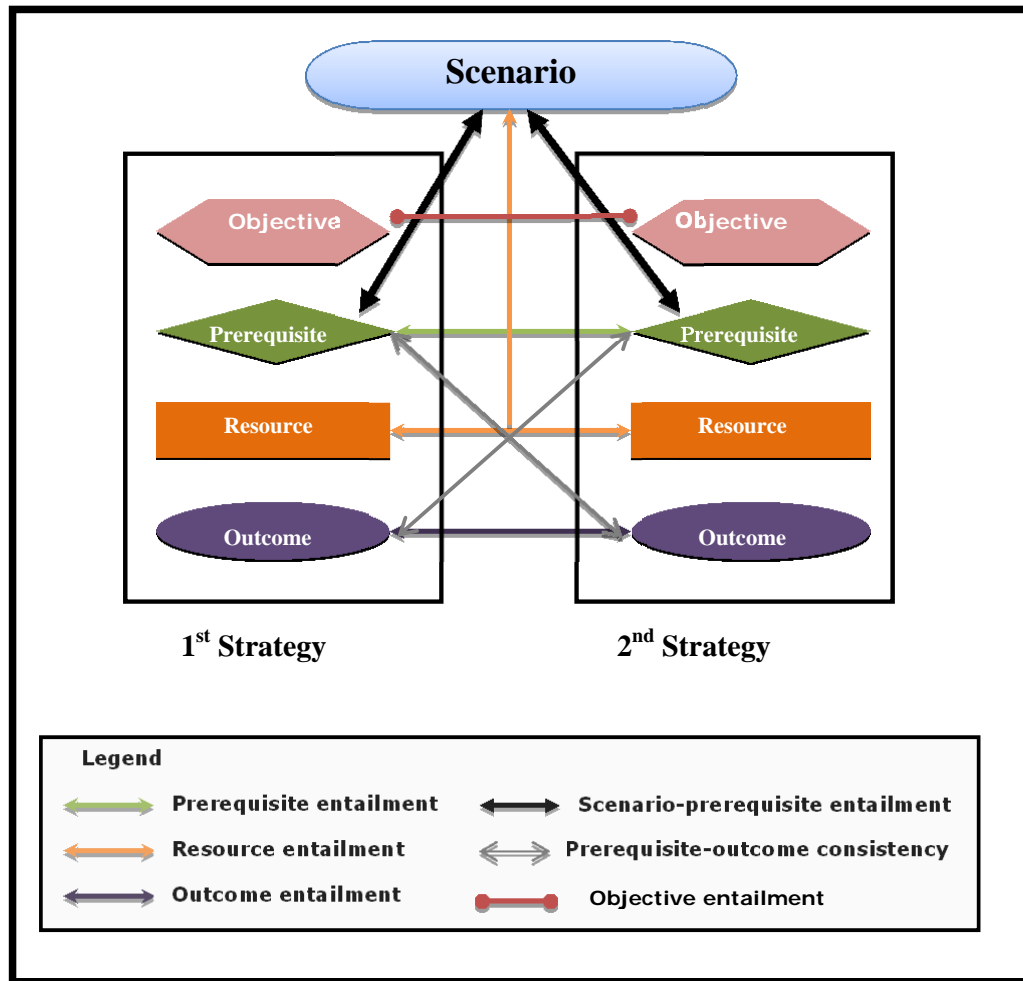 Scenario
Objective Objective
Prerequisite Prerequisite
Resource Resource
Outcome Outcome
1st Strategy 2nd Strategy
Legend
Prerequisite entailment Scenario-prerequisite entailment
Resource entailment Prerequisite-outcome consistency
Outcome entailment Objective entailment